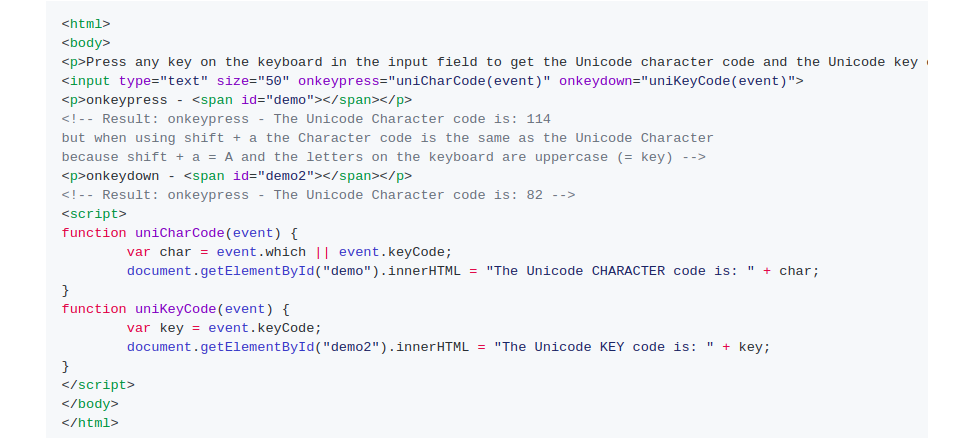 <html>
<body>
<p>Press any key on the keyboard in the input field to get the Unicode character code and the Unicode key
<input type="text" size="50" onkeypress="uniCharCode(event)" onkeydown="uniKeyCode(event)">
<p>onkeypress - <span id="demo"></span></p>
<!-- Result: onkeypress - The Unicode Character code is: 114
but when using shift + a the Character code is the same as the Unicode Character
because shift + a = A and the letters on the keyboard are uppercase (= key) -->
<p>onkeydown - <span id="demo2"></span></p>
<!-- Result: onkeypress - The Unicode Character code is: 82 -->
<script>
function uniCharCode(event) {
        var char = event.which || event.keyCode;
        document.getElementById("demo").innerHTML = "The Unicode CHARACTER code is: " + char;
}
function uniKeyCode(event) {
        var key = event.keyCode;
        document.getElementById("demo2").innerHTML = "The Unicode KEY code is: " + key;
}
</script>
</body>
</html>